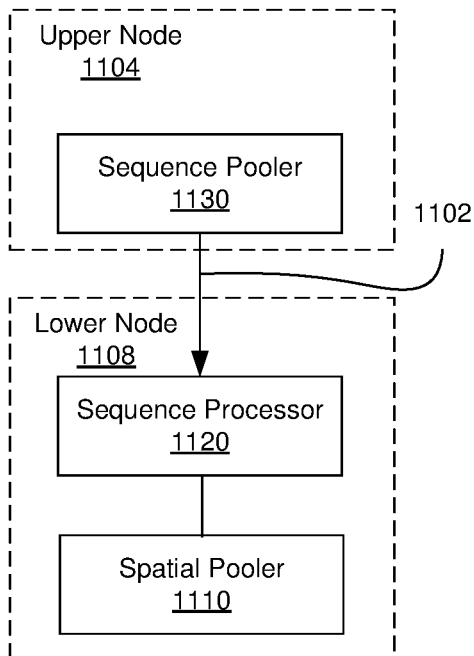 Upper Node
1104
Sequence Pooler
1130
1102
Lower Node
1108
Sequence Processor
1120
Spatial Pooler
1110